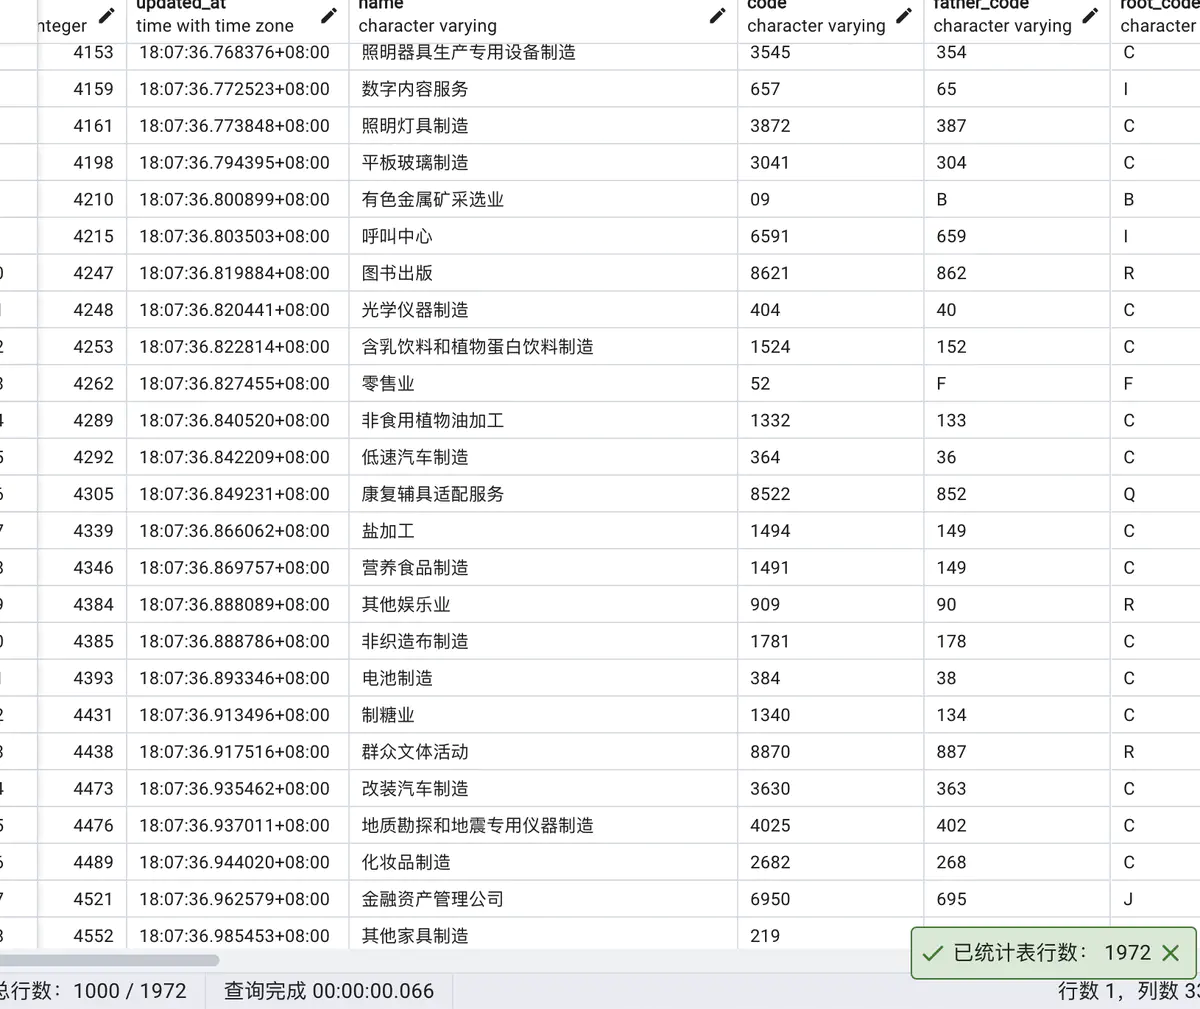 updated_at name code father_code root_code
nteger time with time zone character varying character varying character varying character
4153 18:07:36.768376+08:00 照明器具生产专用设备制造 3545 354 C
4159 18:07:36.772523+08:00 数字内容服务 657 65 I
4161 18:07:36.773848+08:00 照明灯具制造 3872 387 C
4198 18:07:36.794395+08:00 平板玻璃制造 3041 304 C
4210 18:07:36.800899+08:00 有色金属矿采选业 09 B B
4215 18:07:36.803503+08:00 呼叫中心 6591 659 I
0 4247 18:07:36.819884+08:00 图书出版 8621 862 R
1 4248 18:07:36.820441+08:00 光学仪器制造 404 40 C
2 4253 18:07:36.822814+08:00 含乳饮料和植物蛋白饮料制造 1524 152 C
3 4262 18:07:36.827455+08:00 零售业 52 F F
4 4289 18:07:36.840520+08:00 非食用植物油加工 1332 133 C
5 4292 18:07:36.842209+08:00 低速汽车制造 364 36 C
6 4305 18:07:36.849231+08:00 康复辅具适配服务 8522 852 Q
7 4339 18:07:36.866062+08:00 盐加工 1494 149 C
8 4346 18:07:36.869757+08:00 营养食品制造 1491 149 C
9 4384 18:07:36.888089+08:00 其他娱乐业 909 90 R
0 4385 18:07:36.888786+08:00 非织造布制造 1781 178 C
1 4393 18:07:36.893346+08:00 电池制造 384 38 C
2 4431 18:07:36.913496+08:00 制糖业 1340 134 C
3 4438 18:07:36.917516+08:00 群众文体活动 8870 887 R
4 4473 18:07:36.935462+08:00 改装汽车制造 3630 363 C
5 4476 18:07:36.937011+08:00 地质勘探和地震专用仪器制造 4025 402 C
6 4489 18:07:36.944020+08:00 化妆品制造 2682 268 C
7 4521 18:07:36.962579+08:00 金融资产管理公司 6950 695 J
8 4552 18:07:36.985453+08:00 其他家具制造 219
已统计表行数： 1972
总行数：1000 / 1972 查询完成 00:00:00.066 行数 1，列数 33